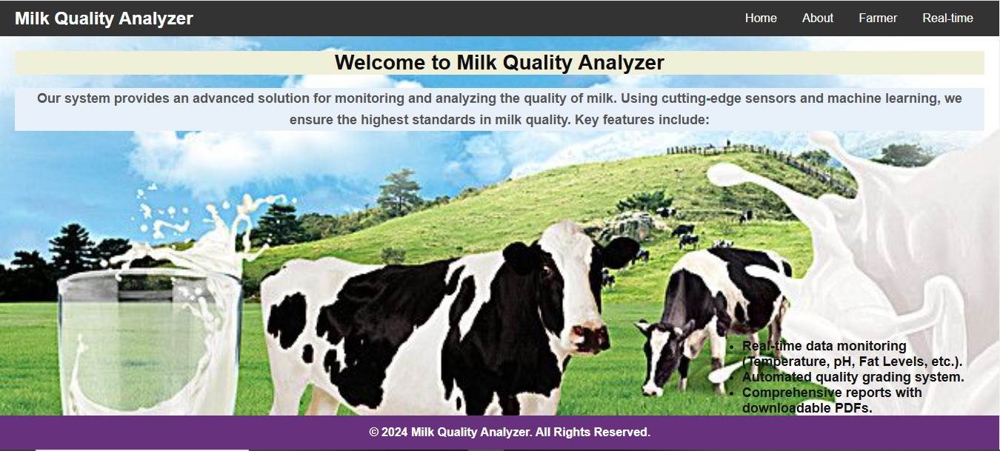 Milk Quality Analyzer
Home About Farmer Real-time
Welcome to Milk Quality Analyzer
Our system provides an advanced solution for monitoring and analyzing the quality of milk. Using cutting-edge sensors and machine learning, we
ensure the highest standards in milk quality. Key features include:
• Real-time data monitoring
(Temperature, pH, Fat Levels, etc.).
Automated quality grading system.
• Comprehensive reports with
downloadable PDFs.
© 2024 Milk Quality Analyzer. All Rights Reserved.